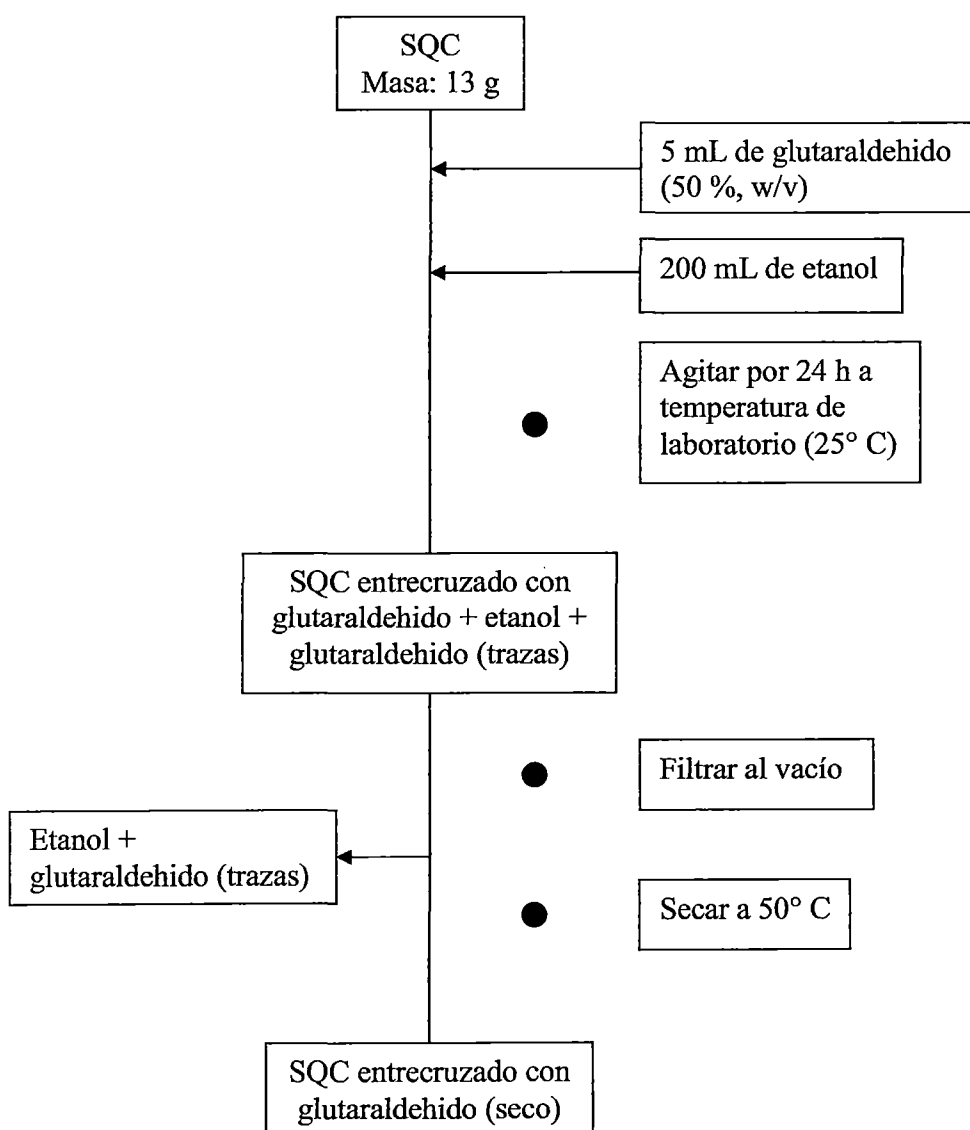 SQC
Masa: 13 g
5 mL de glutaraldehido
(50 %, w/v)
200 mL de etanol
Agitar por 24 h a
temperatura de
laboratorio (25° C)
SQC entrecruzado con
glutaraldehido + etanol +
glutaraldehido (trazas)
Filtrar al vacío
Etanol +
glutaraldehido (trazas)
Secar a 50° C
SQC entrecruzado con
glutaraldehido (seco)